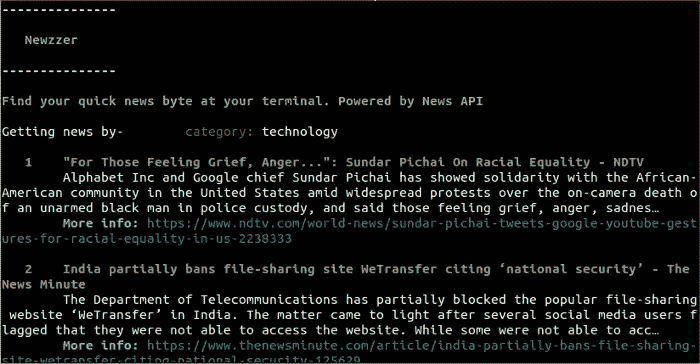 ---------------
Newzzer
---------------
Find your quick news byte at your terminal. Powered by News API
Getting news by- category: technology
1 "For Those Feeling Grief, Anger...": Sundar Pichai On Racial Equality - NDTV
Alphabet Inc and Google chief Sundar Pichai has showed solidarity with the African-
American community in the United States amid widespread protests over the on-camera death o
f an unarmed black man in police custody, and said those feeling grief, anger, sadnes…
More info: https://www.ndtv.com/world-news/sundar-pichai-tweets-google-youtube-gest
ures-for-racial-equality-in-us-2238333
2 India partially bans file-sharing site WeTransfer citing ‘national security’ - The
News Minute
The Department of Telecommunications has partially blocked the popular file-sharing
website ‘WeTransfer’ in India. The matter came to light after several social media users f
lagged that they were not able to access the website. While some were not able to acc…
More info: https://www.thenewsminute.com/article/india-partially-bans-file-sharing-
site-wetransfer-citing-national-security-125629